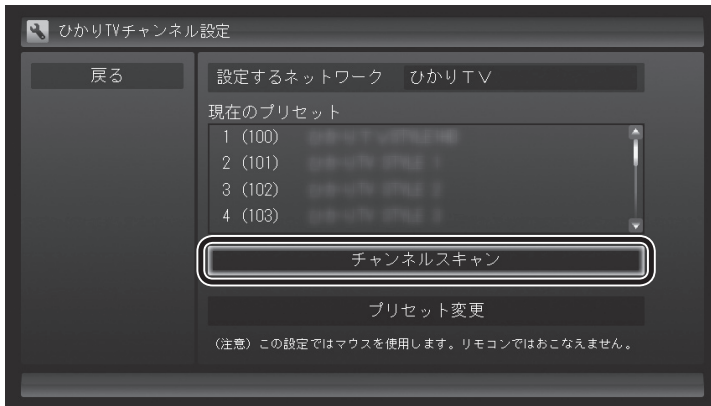 ひかりTVチャンネル設定
戻る
設定するネットワーク ひかりTV
現在のプリセット
1 (100)
2 (101)
3 (102)
4 (103)
チャンネルスキャン
プリセット変更
(注意) この設定ではマウスを使用します。リモコンではおこなえません。